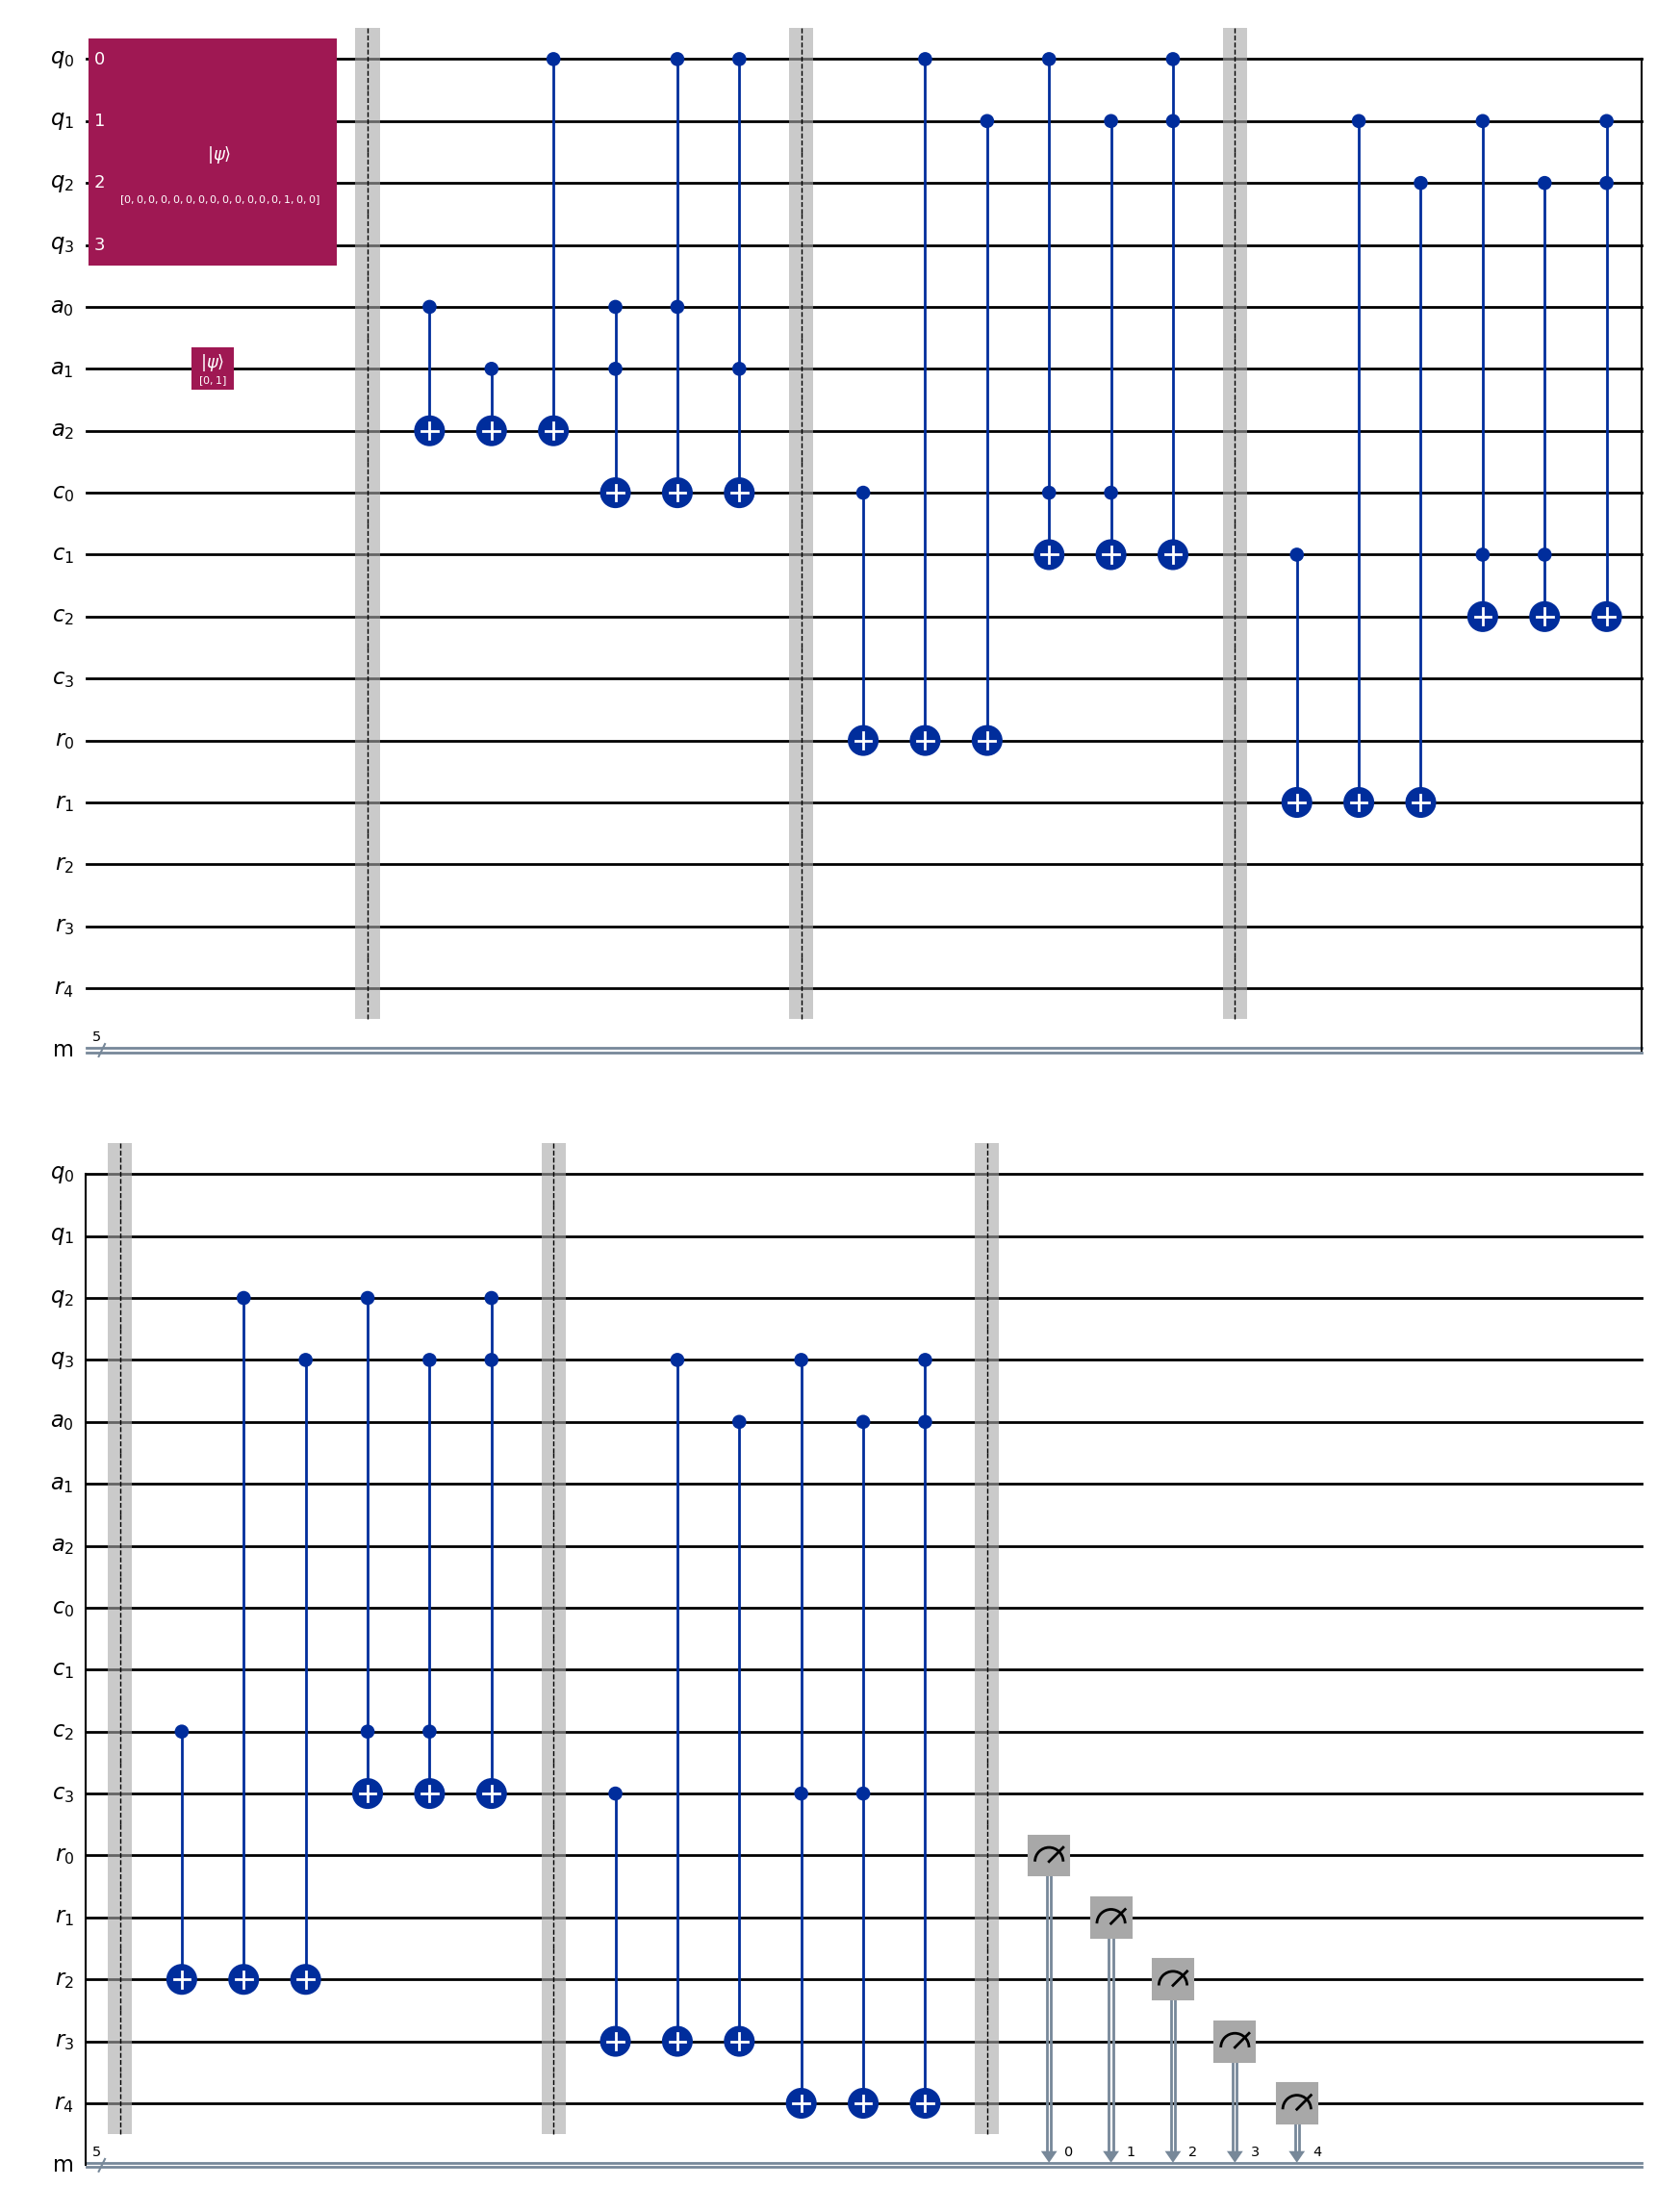 q₀ 0
q₁ 1
|ψ⟩
q₂ 2
[0, 0, 0, 0, 0, 0, 0, 0, 0, 0, 0, 0, 0, 1, 0, 0]
q₃ 3
a₀
a₁ |ψ⟩
[0, 1]
a₂
c₀
c₁
c₂
c₃
r₀
r₁
r₂
r₃
r₄
m 5
q₀
q₁
q₂
q₃
a₀
a₁
a₂
c₀
c₁
c₂
c₃
r₀
r₁
r₂
r₃
r₄
m 5 0 1 2 3 4